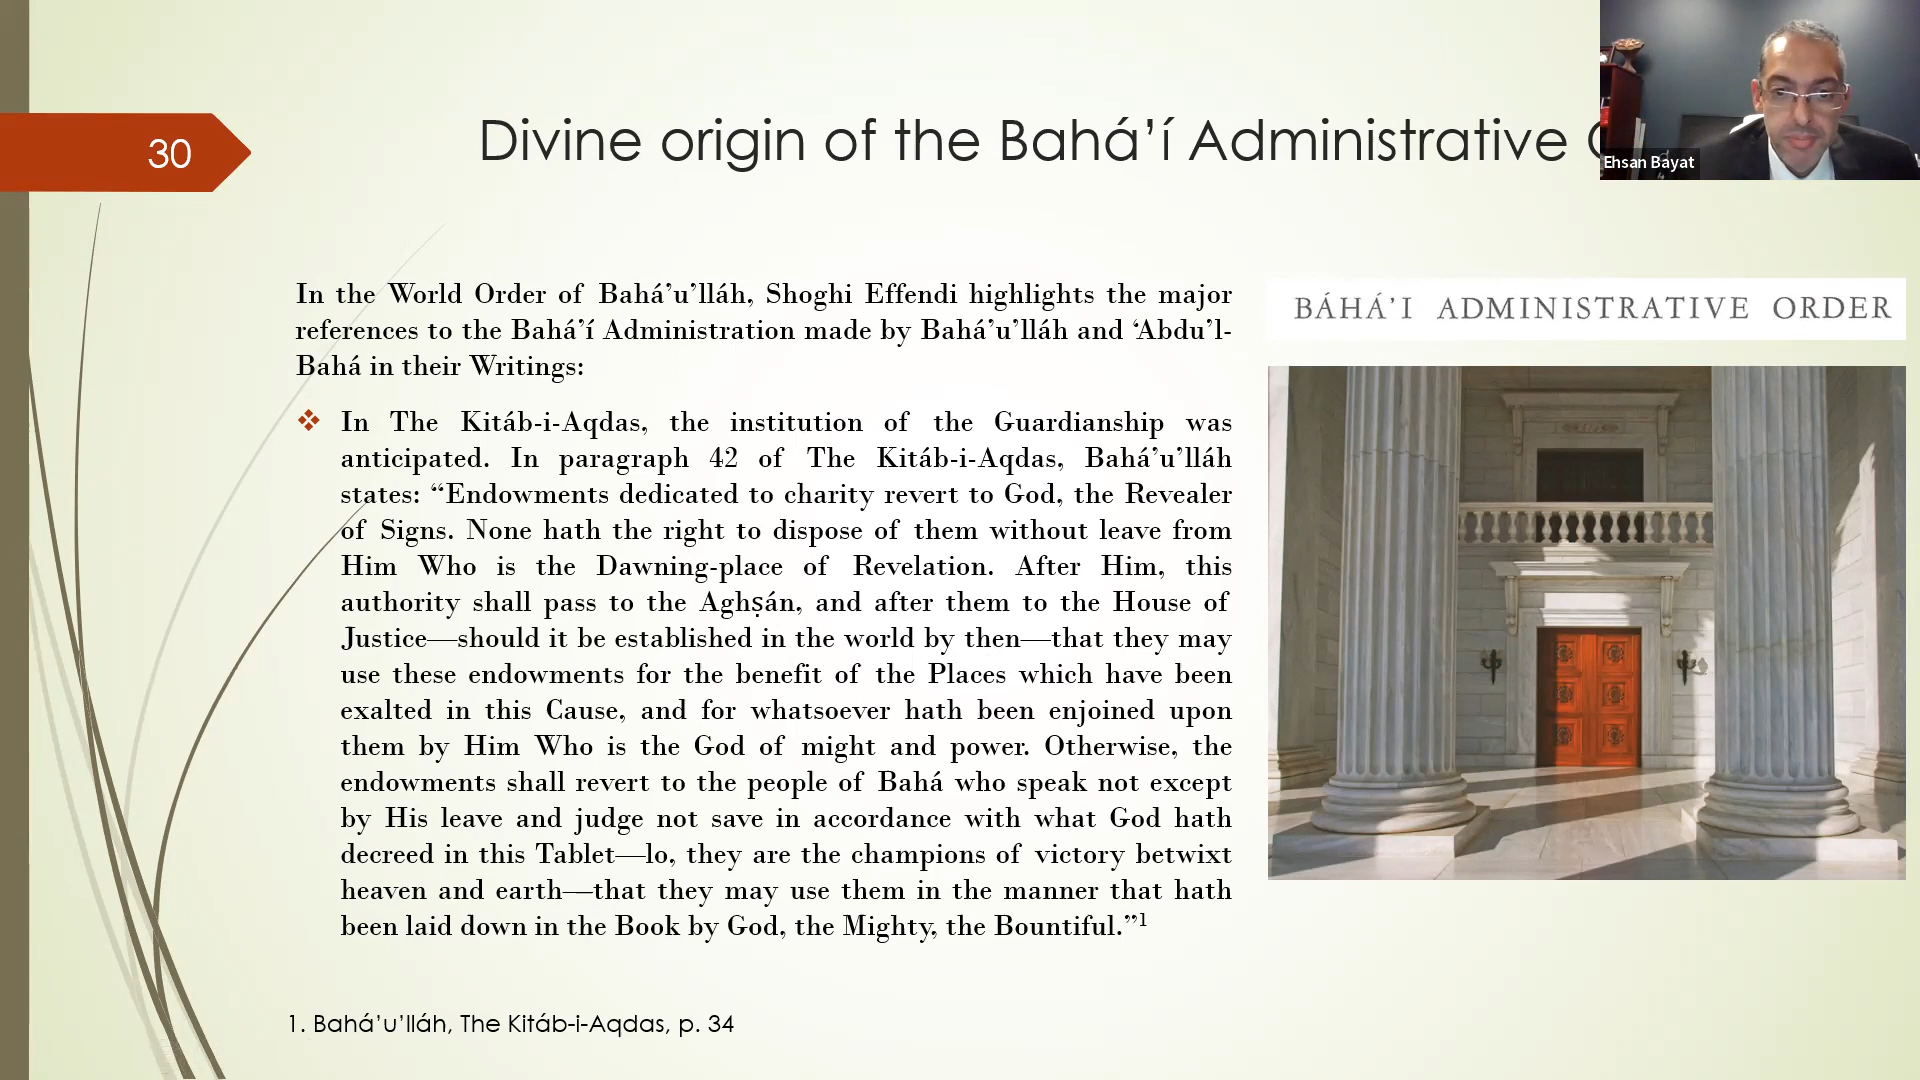 30
Divine origin of the Bahá’í Administrative
Ehsan Bayat
In the World Order of Bahá’u’lláh, Shoghi Effendi highlights the major
references to the Bahá’í Administration made by Bahá’u’lláh and ‘Abdu’l-
Bahá in their Writings:
❖ In The Kitáb-i-Aqdas, the institution of the Guardianship was
anticipated. In paragraph 42 of The Kitáb-i-Aqdas, Bahá’u’lláh
states: “Endowments dedicated to charity revert to God, the Revealer
of Signs. None hath the right to dispose of them without leave from
Him Who is the Dawning-place of Revelation. After Him, this
authority shall pass to the Aghṣán, and after them to the House of
Justice—should it be established in the world by then—that they may
use these endowments for the benefit of the Places which have been
exalted in this Cause, and for whatsoever hath been enjoined upon
them by Him Who is the God of might and power. Otherwise, the
endowments shall revert to the people of Bahá who speak not except
by His leave and judge not save in accordance with what God hath
decreed in this Tablet—lo, they are the champions of victory betwixt
heaven and earth—that they may use them in the manner that hath
been laid down in the Book by God, the Mighty, the Bountiful.”¹
BÁHÁ’I ADMINISTRATIVE ORDER
1. Bahá’u’lláh, The Kitáb-i-Aqdas, p. 34